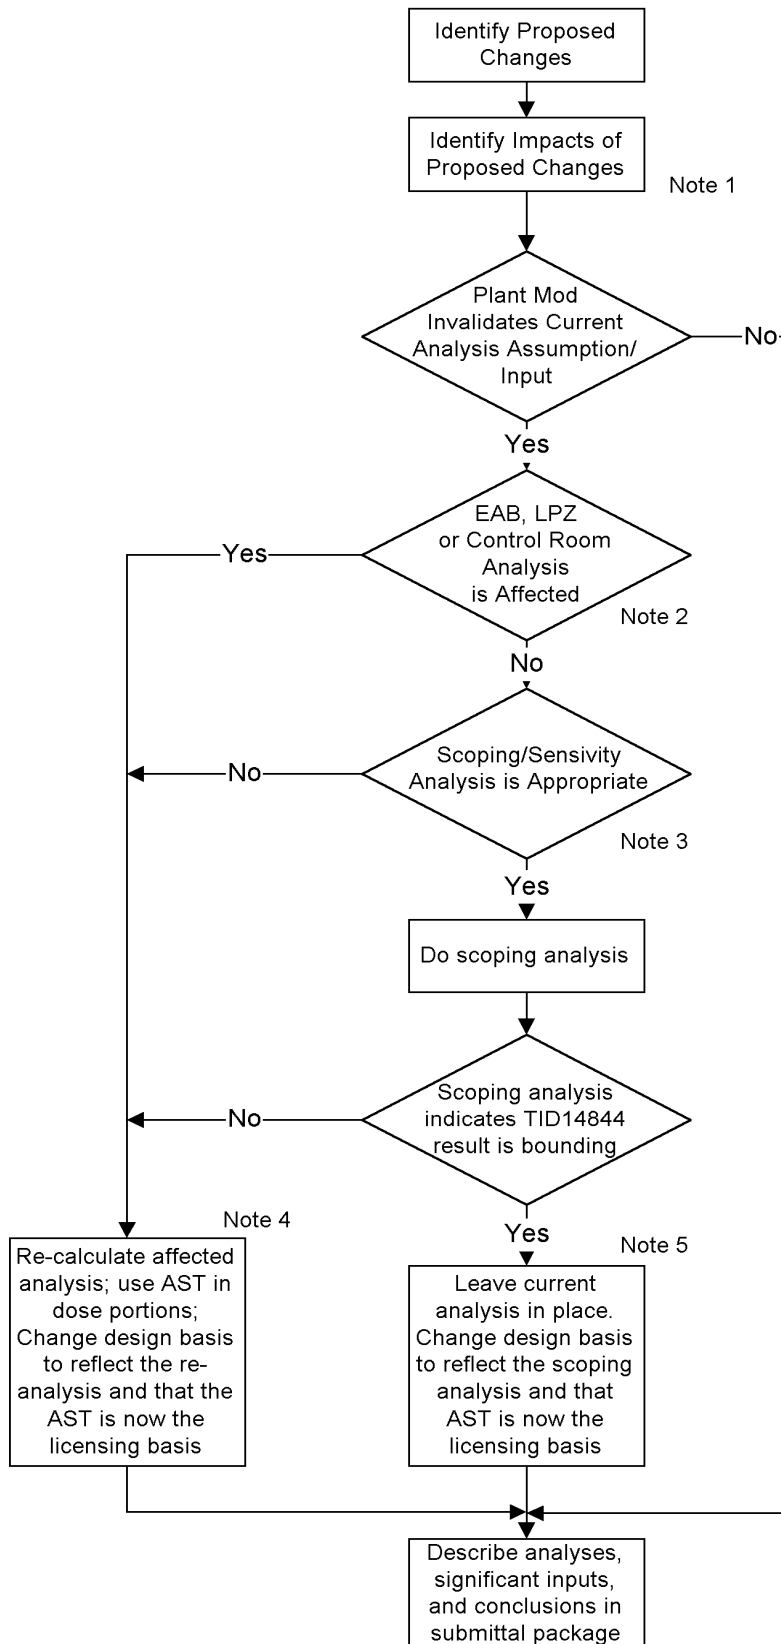 Identify Proposed
Changes
Identify Impacts of
Proposed Changes
Note 1
Plant Mod
Invalidates Current
Analysis Assumption/
Input
No
Yes
EAB, LPZ
or Control Room
Analysis
is Affected
Yes
Note 2
No
Scoping/Sensivity
Analysis is Appropriate
No
Note 3
Yes
Do scoping analysis
Scoping analysis
indicates TID14844
result is bounding
No
Yes
Note 4
Note 5
Re-calculate affected
analysis; use AST in
dose portions;
Change design basis
to reflect the re-
analysis and that the
AST is now the
licensing basis
Leave current
analysis in place.
Change design basis
to reflect the scoping
analysis and that
AST is now the
licensing basis
Describe analyses,
significant inputs,
and conclusions in
submittal package